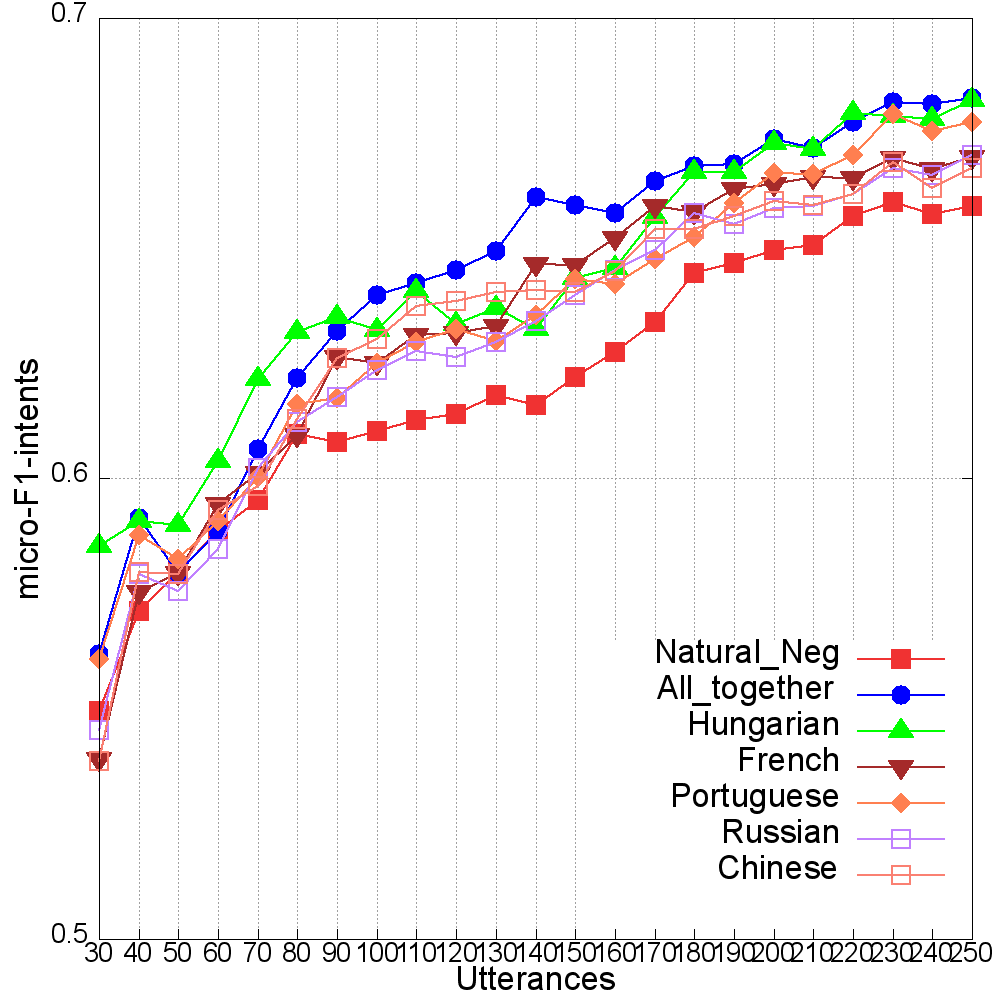 0.7
0.6
0.5
micro-F1-intents
Natural_Neg
All_together
Hungarian
French
Portuguese
Russian
Chinese
30 40 50 60 70 80 90 100 110 120 130 140 150 160 170 180 190 200 210 220 230 240 250
Utterances